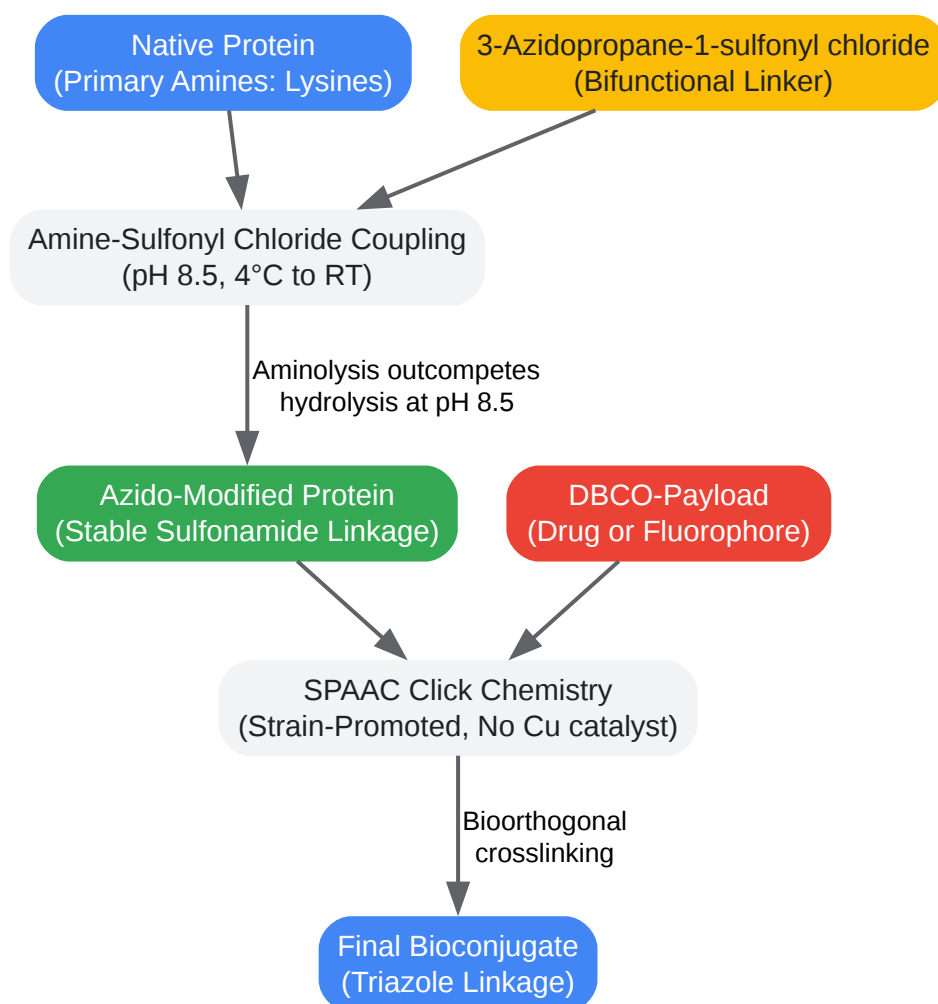 Native Protein
(Primary Amines: Lysines)
3-Azidopropane-1-sulfonyl chloride
(Bifunctional Linker)
Amine-Sulfonyl Chloride Coupling
(pH 8.5, 4°C to RT)
Aminolysis outcompetes
hydrolysis at pH 8.5
Azido-Modified Protein
(Stable Sulfonamide Linkage)
DBCO-Payload
(Drug or Fluorophore)
SPAAC Click Chemistry
(Strain-Promoted, No Cu catalyst)
Bioorthogonal
crosslinking
Final Bioconjugate
(Triazole Linkage)